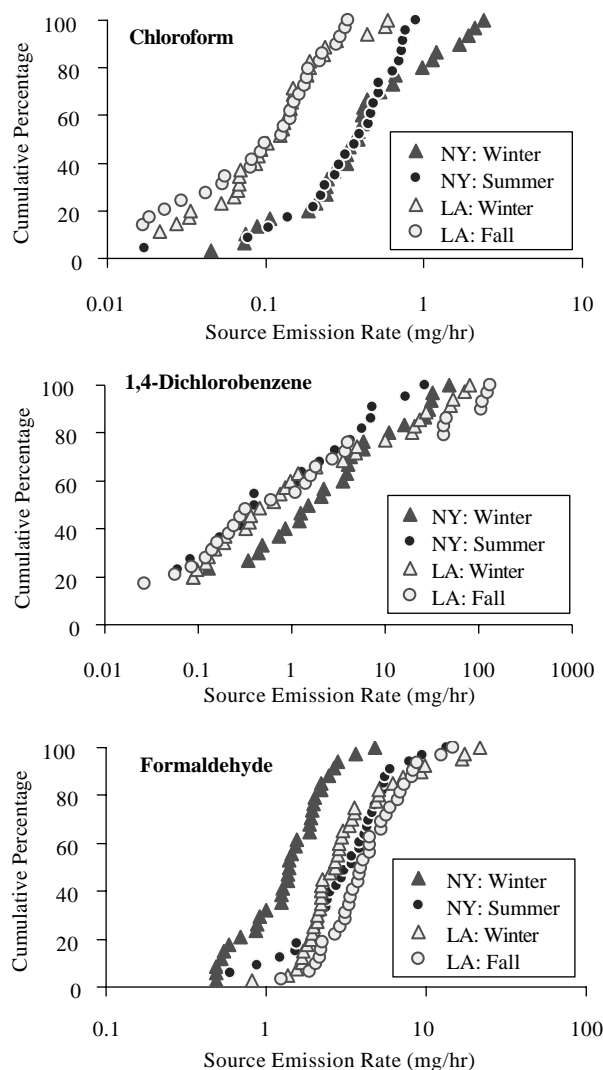 Chloroform
Cumulative Percentage
100
80
60
40
20
0
NY: Winter
NY: Summer
LA: Winter
LA: Fall
0.01
0.1
1
10
Source Emission Rate (mg/hr)
1,4-Dichlorobenzene
Cumulative Percentage
100
80
60
40
20
0
NY: Winter
NY: Summer
LA: Winter
LA: Fall
0.01
0.1
1
10
100
1000
Source Emission Rate (mg/hr)
Formaldehyde
Cumulative Percentage
100
80
60
40
20
0
NY: Winter
NY: Summer
LA: Winter
LA: Fall
0.1
1
10
100
Source Emission Rate (mg/hr)